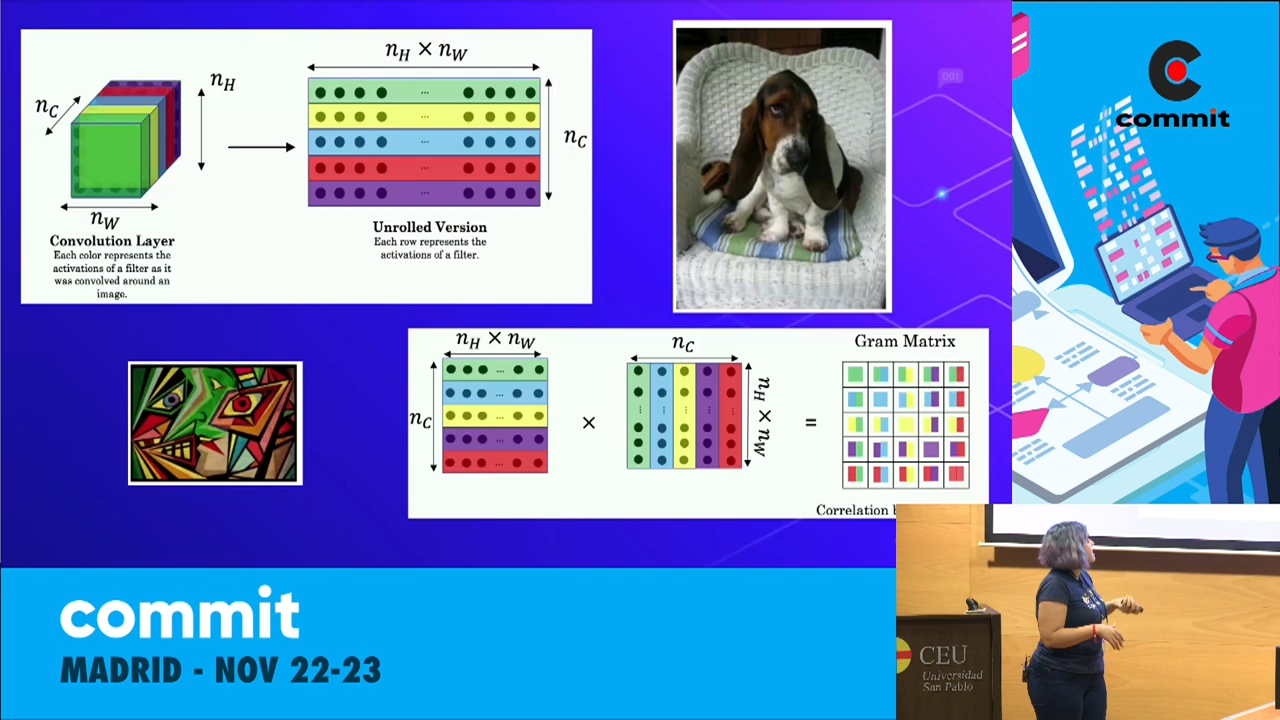 n_H × n_W
n_H
n_C
n_C
n_W
Convolution Layer
Each color represents the
activations of a filter as it
was convolved around an
image.
...
...
...
...
...
Unrolled Version
Each row represents the
activations of a filter.
001
commit
n_H × n_W
n_C
...
...
...
...
...
×
n_C
...
...
...
...
...
n_H × n_W
=
Gram Matrix
Correlation b
commit
MADRID - NOV 22-23
CEU
Universidad
San Pablo